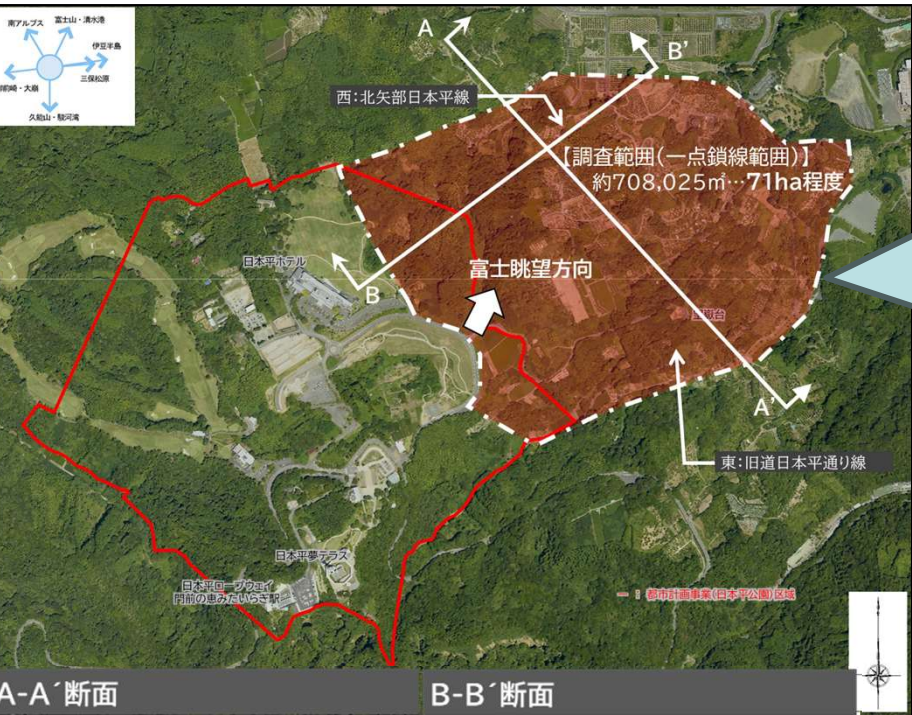 南アルプス
富士山・清水港
伊豆半島
三保松原
御前崎・大崩
久能山・駿河湾
A
B'
西:北矢部日本平線
【調査範囲(一点鎖線範囲)】
約708,025㎡…71ha程度
日本平ホテル
富士眺望方向
B
A'
東:旧道日本平通り線
日本平夢テラス
日本平ロープウェイ
門前の恵みたいらぎ駅
都市計画事業(日本平公園)区域
A-A´断面
B-B´断面